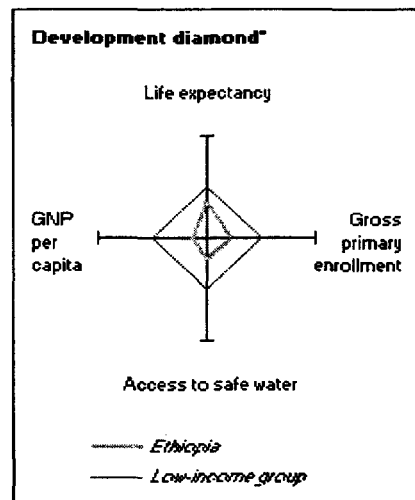 Development diamond*
Life expectancy
GNP
per
capita
Gross
primary
enrollment
Access to safe water
Ethiopia
Low-income group